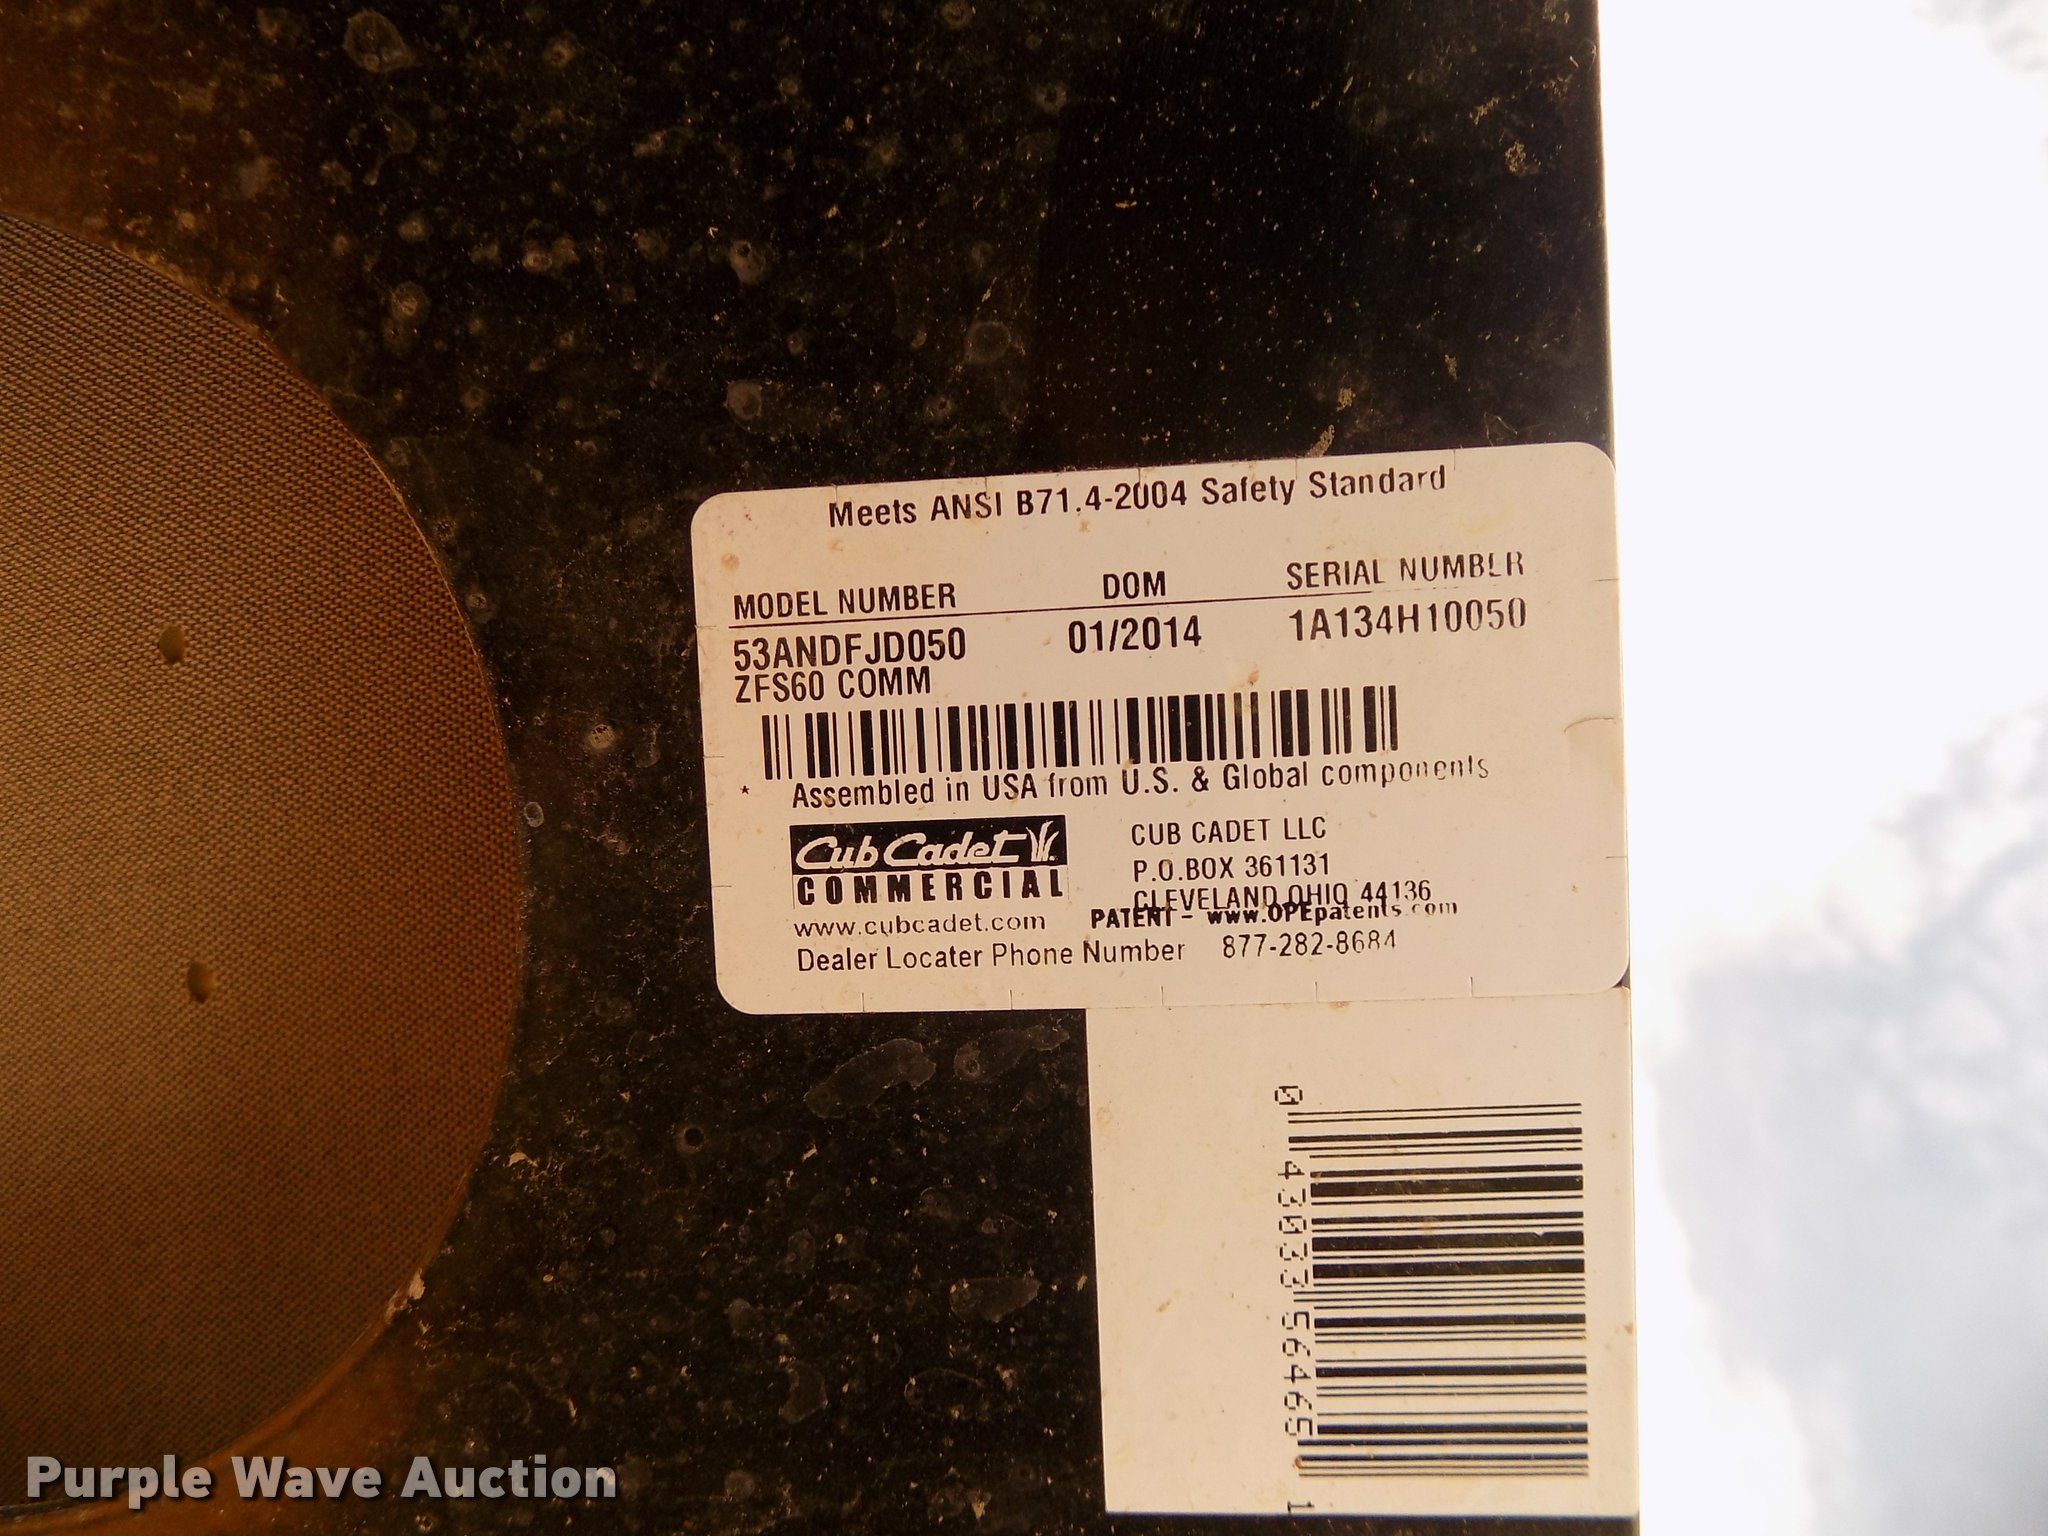 Meets ANSI B71.4-2004 Safety Standard
MODEL NUMBER DOM SERIAL NUMBER
53ANDFJD050 01/2014 1A134H10050
ZFS60 COMM
* Assembled in USA from U.S. & Global components
Cub Cadet
COMMERCIAL
www.cubcadet.com
CUB CADET LLC
P.O.BOX 361131
CLEVELAND,OHIO 44136
PATENT - www.OPEpatents.com
Dealer Locater Phone Number 877-282-8684
0 43033 56465 1
Purple Wave Auction